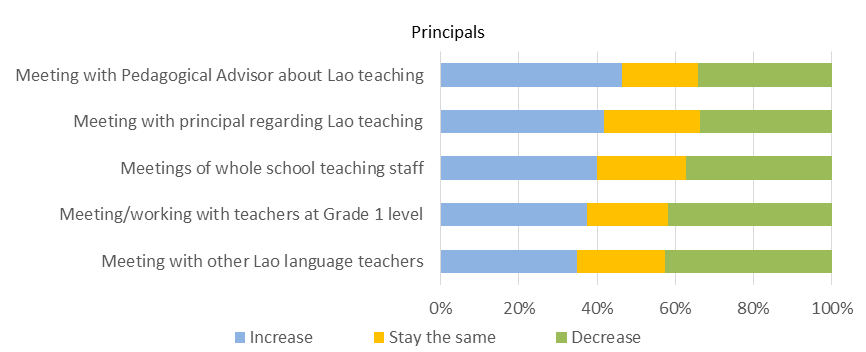 Principals
Meeting with Pedagogical Advisor about Lao teaching
Meeting with principal regarding Lao teaching
Meetings of whole school teaching staff
Meeting/working with teachers at Grade 1 level
Meeting with other Lao language teachers
0% 20% 40% 60% 80% 100%
Increase Stay the same Decrease